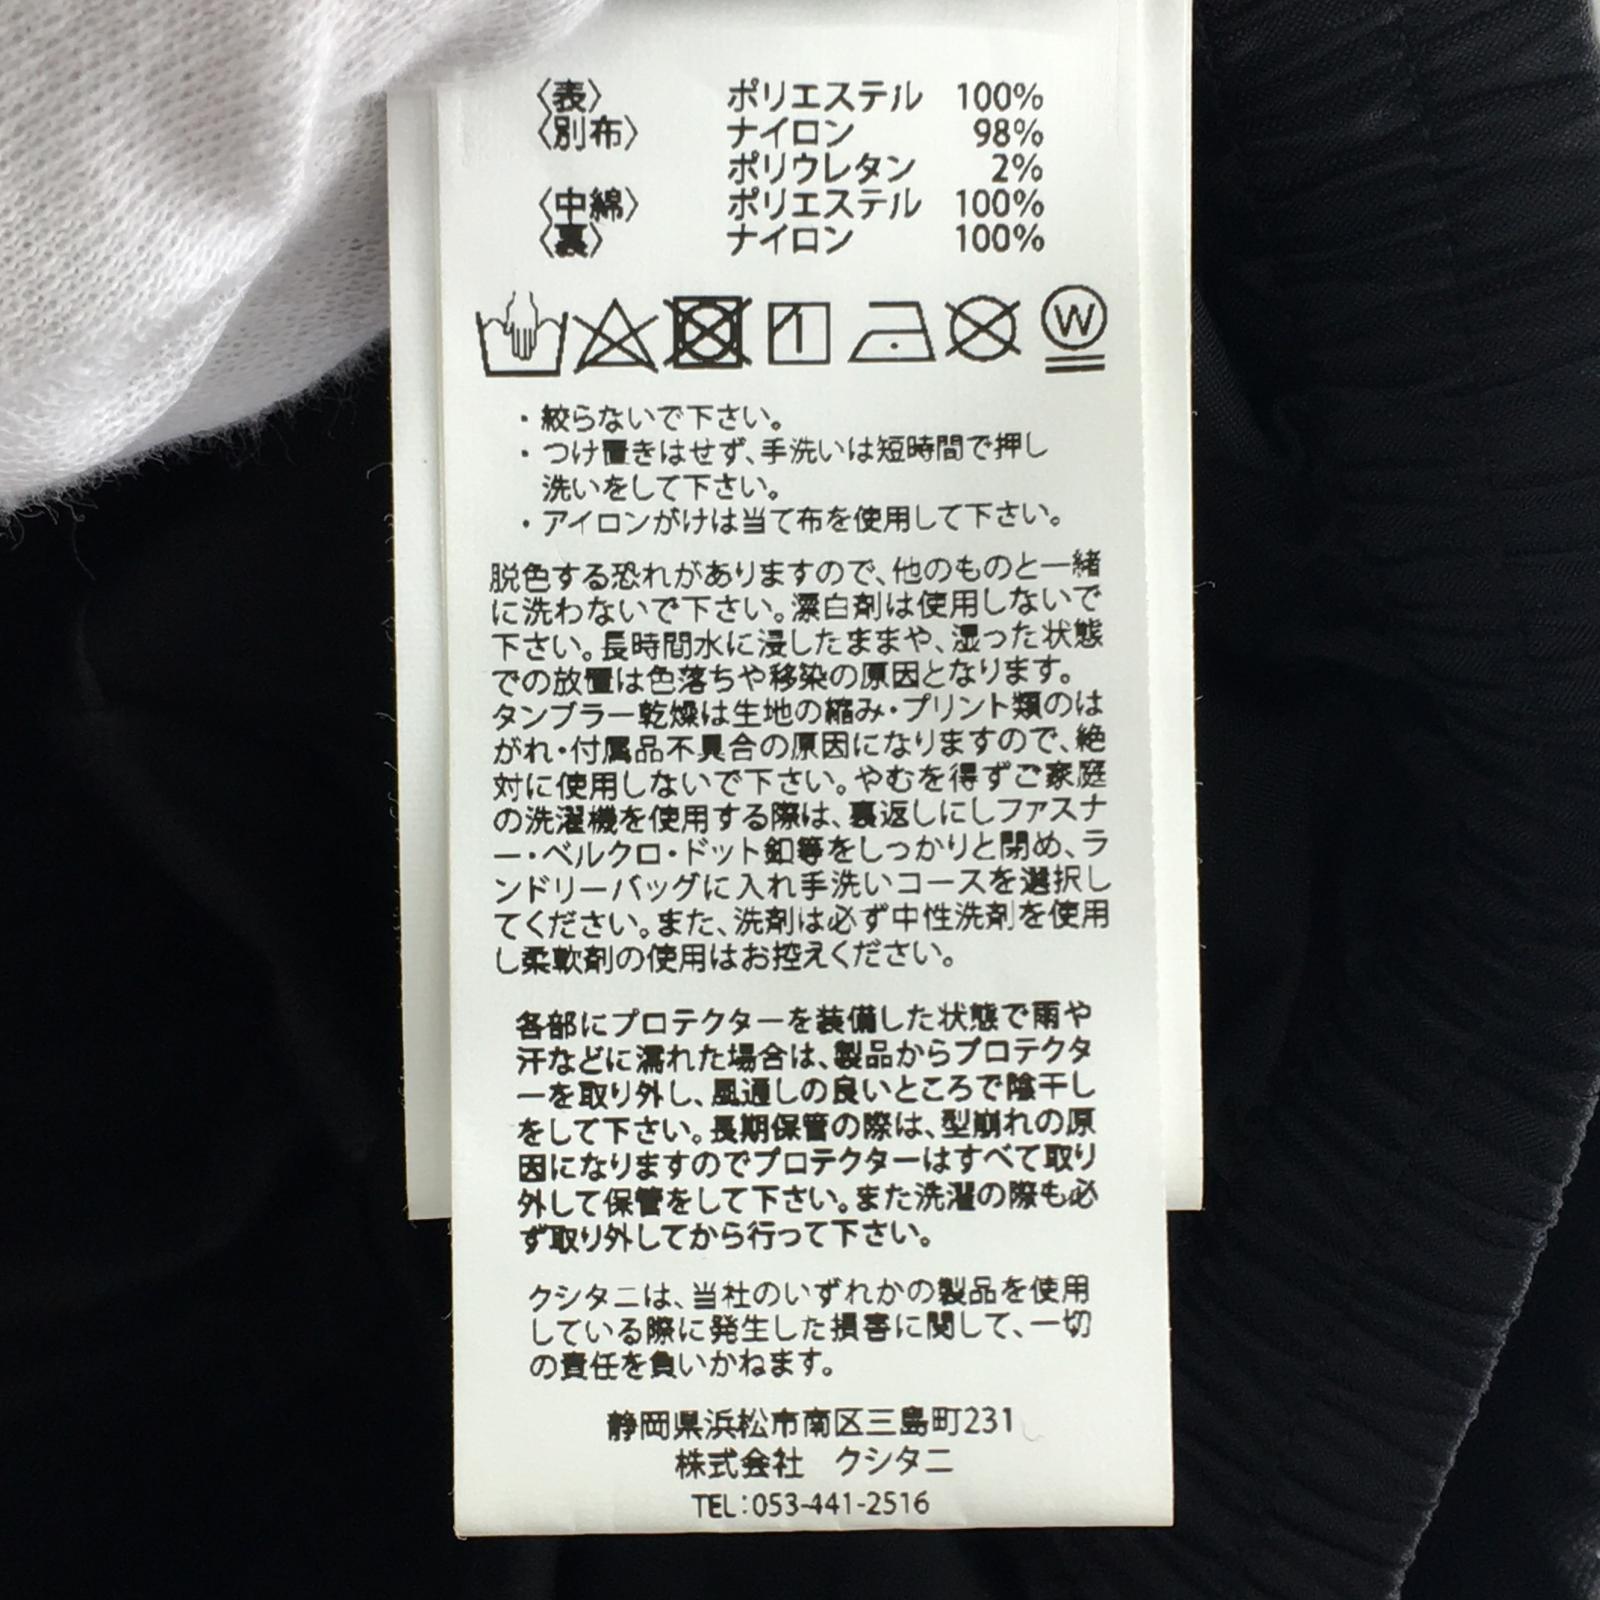 〈表〉 ポリエステル 100%
〈別布〉 ナイロン 98%
ポリウレタン 2%
〈中綿〉 ポリエステル 100%
〈裏〉 ナイロン 100%
W
・絞らないで下さい。
・つけ置きはせず、手洗いは短時間で押し
洗いをして下さい。
・アイロンがけは当て布を使用して下さい。
脱色する恐れがありますので、他のものと一緒
に洗わないで下さい。漂白剤は使用しないで
下さい。長時間水に浸したままや、湿った状態
での放置は色落ちや移染の原因となります。
タンブラー乾燥は生地の縮み・プリント類のは
がれ・付属品不具合の原因になりますので、絶
対に使用しないで下さい。やむを得ずご家庭
の洗濯機を使用する際は、裏返しにしファスナ
ー・ベルクロ・ドット釦等をしっかりと閉め、ラ
ンドリーバッグに入れ手洗いコースを選択し
てください。また、洗剤は必ず中性洗剤を使用
し柔軟剤の使用はお控えください。
各部にプロテクターを装備した状態で雨や
汗などに濡れた場合は、製品からプロテクタ
ーを取り外し、風通しの良いところで陰干し
をして下さい。長期保管の際は、型崩れの原
因になりますのでプロテクターはすべて取り
外して保管をして下さい。また洗濯の際も必
ず取り外してから行って下さい。
クシタニは、当社のいずれかの製品を使用
している際に発生した損害に関して、一切
の責任を負いかねます。
静岡県浜松市南区三島町231
株式会社 クシタニ
TEL:053-441-2516